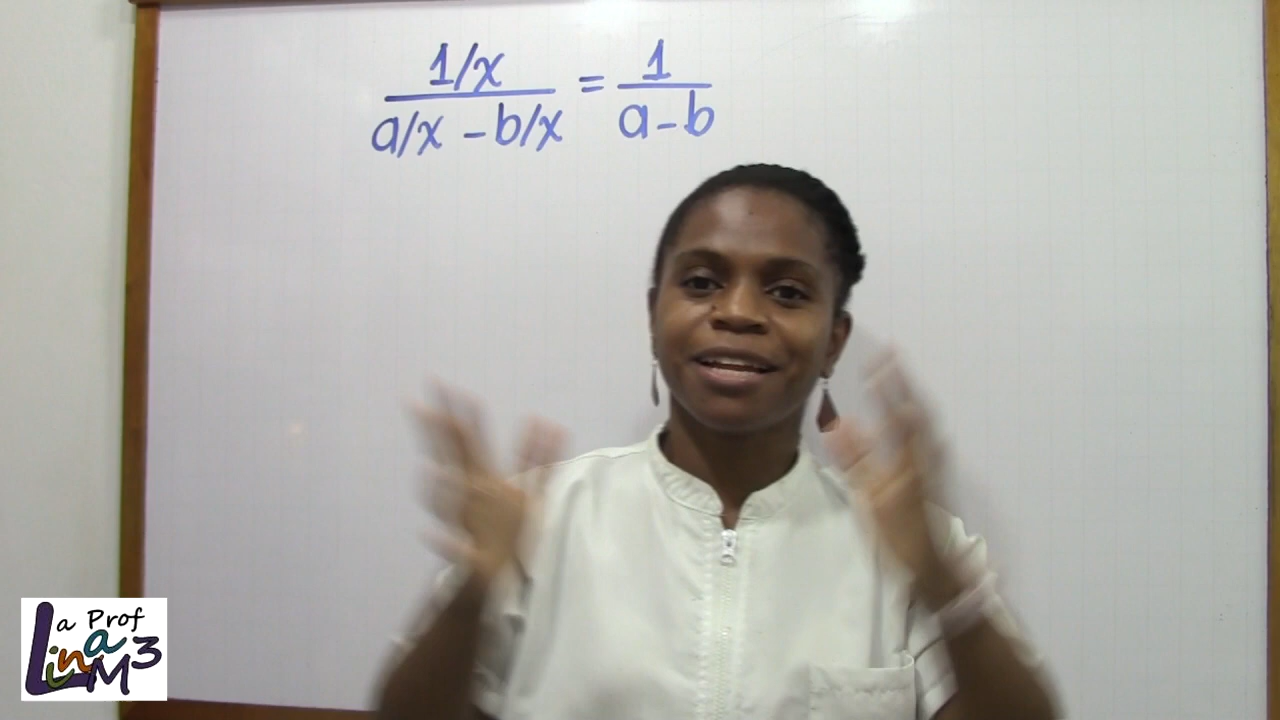 1/x / a/x - b/x = 1 / a-b
La Prof
Lina M3